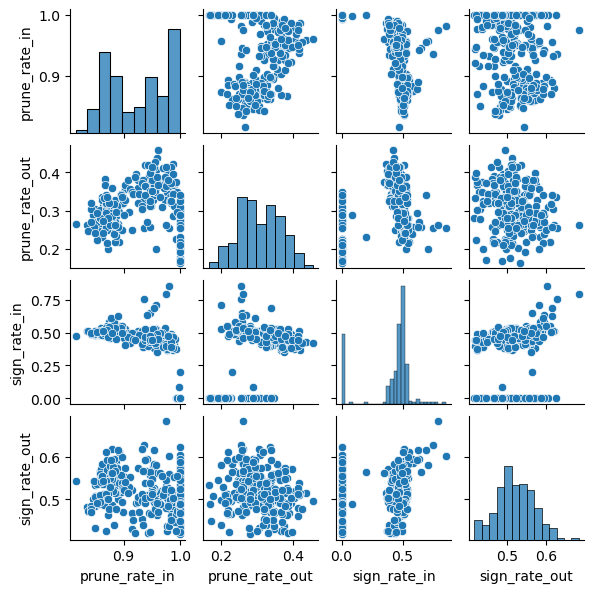 1.0
0.9
prune_rate_in
0.4
0.3
0.2
prune_rate_out
0.75
0.50
0.25
0.00
sign_rate_in
0.6
0.5
sign_rate_out
0.9 1.0 0.2 0.4 0.0 0.5 0.5 0.6
prune_rate_in prune_rate_out sign_rate_in sign_rate_out